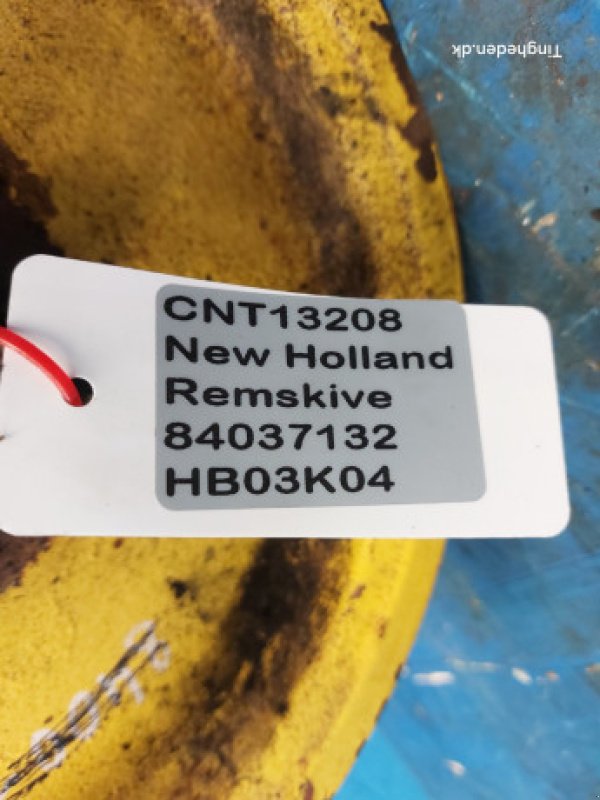 Tingheden.dk
CNT13208
New Holland
Remskive
84037132
HB03K04